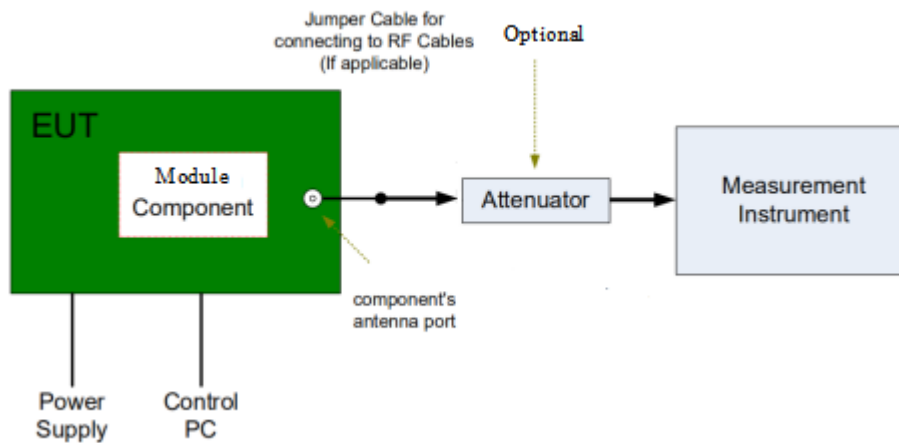 Jumper Cable for
connecting to RF Cables
(If applicable)
Optional
EUT
Module
Component
Attenuator
Measurement
Instrument
component's
antenna port
Power
Supply
Control
PC